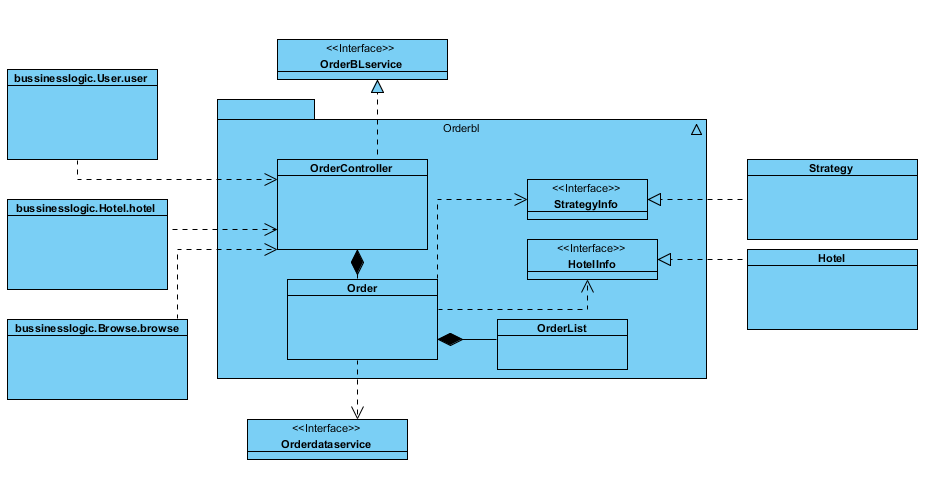 <<Interface>>
OrderBLservice
bussinesslogic.User.user
Orderbl
OrderController
Strategy
<<Interface>>
StrategyInfo
bussinesslogic.Hotel.hotel
<<Interface>>
HotelInfo
Hotel
Order
bussinesslogic.Browse.browse
OrderList
<<Interface>>
Orderdataservice